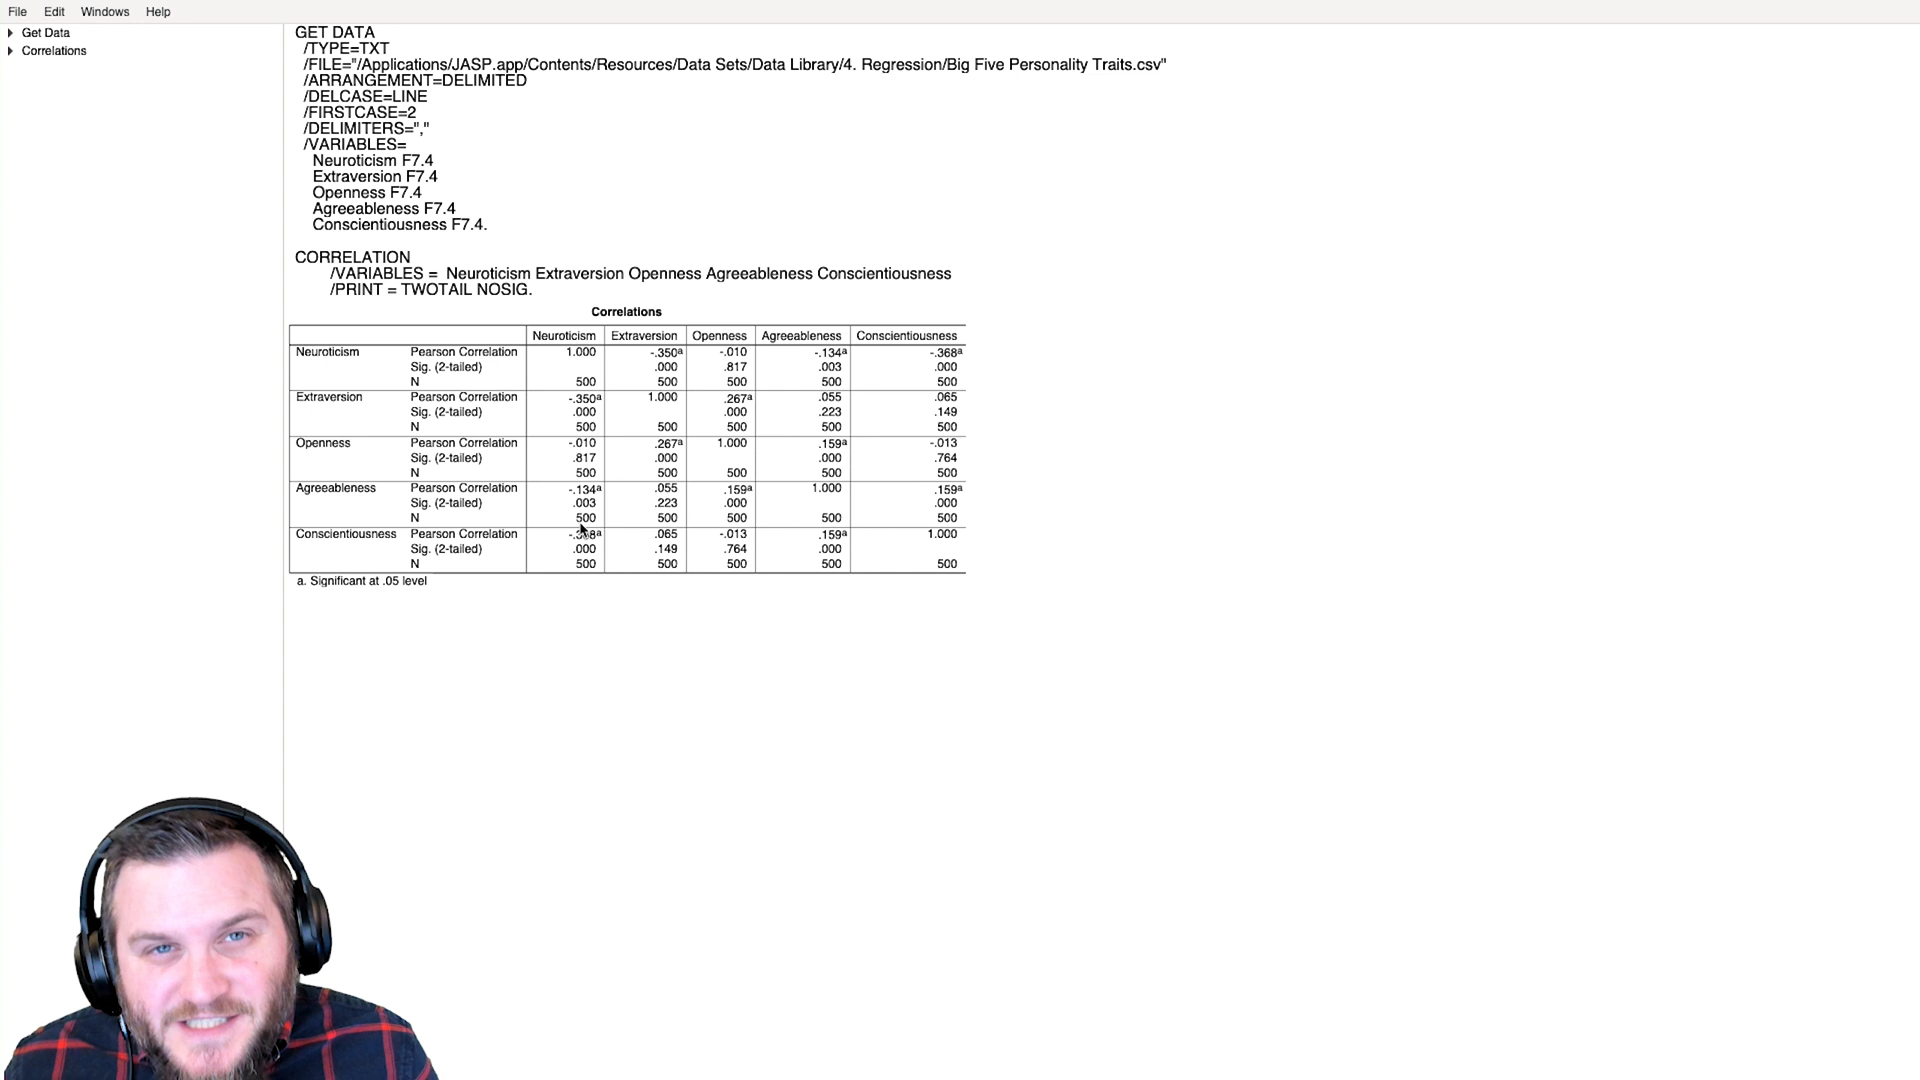 File Edit Windows Help
Get Data
Correlations
GET DATA
/TYPE=TXT
/FILE="/Applications/JASP.app/Contents/Resources/Data Sets/Data Library/4. Regression/Big Five Personality Traits.csv"
/ARRANGEMENT=DELIMITED
/DELCASE=LINE
/FIRSTCASE=2
/DELIMITERS=","
/VARIABLES=
Neuroticism F7.4
Extraversion F7.4
Openness F7.4
Agreeableness F7.4
Conscientiousness F7.4.
CORRELATION
/VARIABLES = Neuroticism Extraversion Openness Agreeableness Conscientiousness
/PRINT = TWOTAIL NOSIG.
Correlations
Neuroticism Extraversion Openness Agreeableness Conscientiousness
Neuroticism Pearson Correlation 1.000 -.350a -.010 -.134a -.368a
Sig. (2-tailed) .000 .817 .003 .000
N 500 500 500 500 500
Extraversion Pearson Correlation -.350a 1.000 .267a .055 .065
Sig. (2-tailed) .000 .000 .223 .149
N 500 500 500 500 500
Openness Pearson Correlation -.010 .267a 1.000 .159a -.013
Sig. (2-tailed) .817 .000 .000 .764
N 500 500 500 500 500
Agreeableness Pearson Correlation -.134a .055 .159a 1.000 .159a
Sig. (2-tailed) .003 .223 .000 .000
N 500 500 500 500 500
Conscientiousness Pearson Correlation .065 -.013 .159a 1.000
Sig. (2-tailed) .000 .149 .764 .000
N 500 500 500 500 500
a. Significant at .05 level